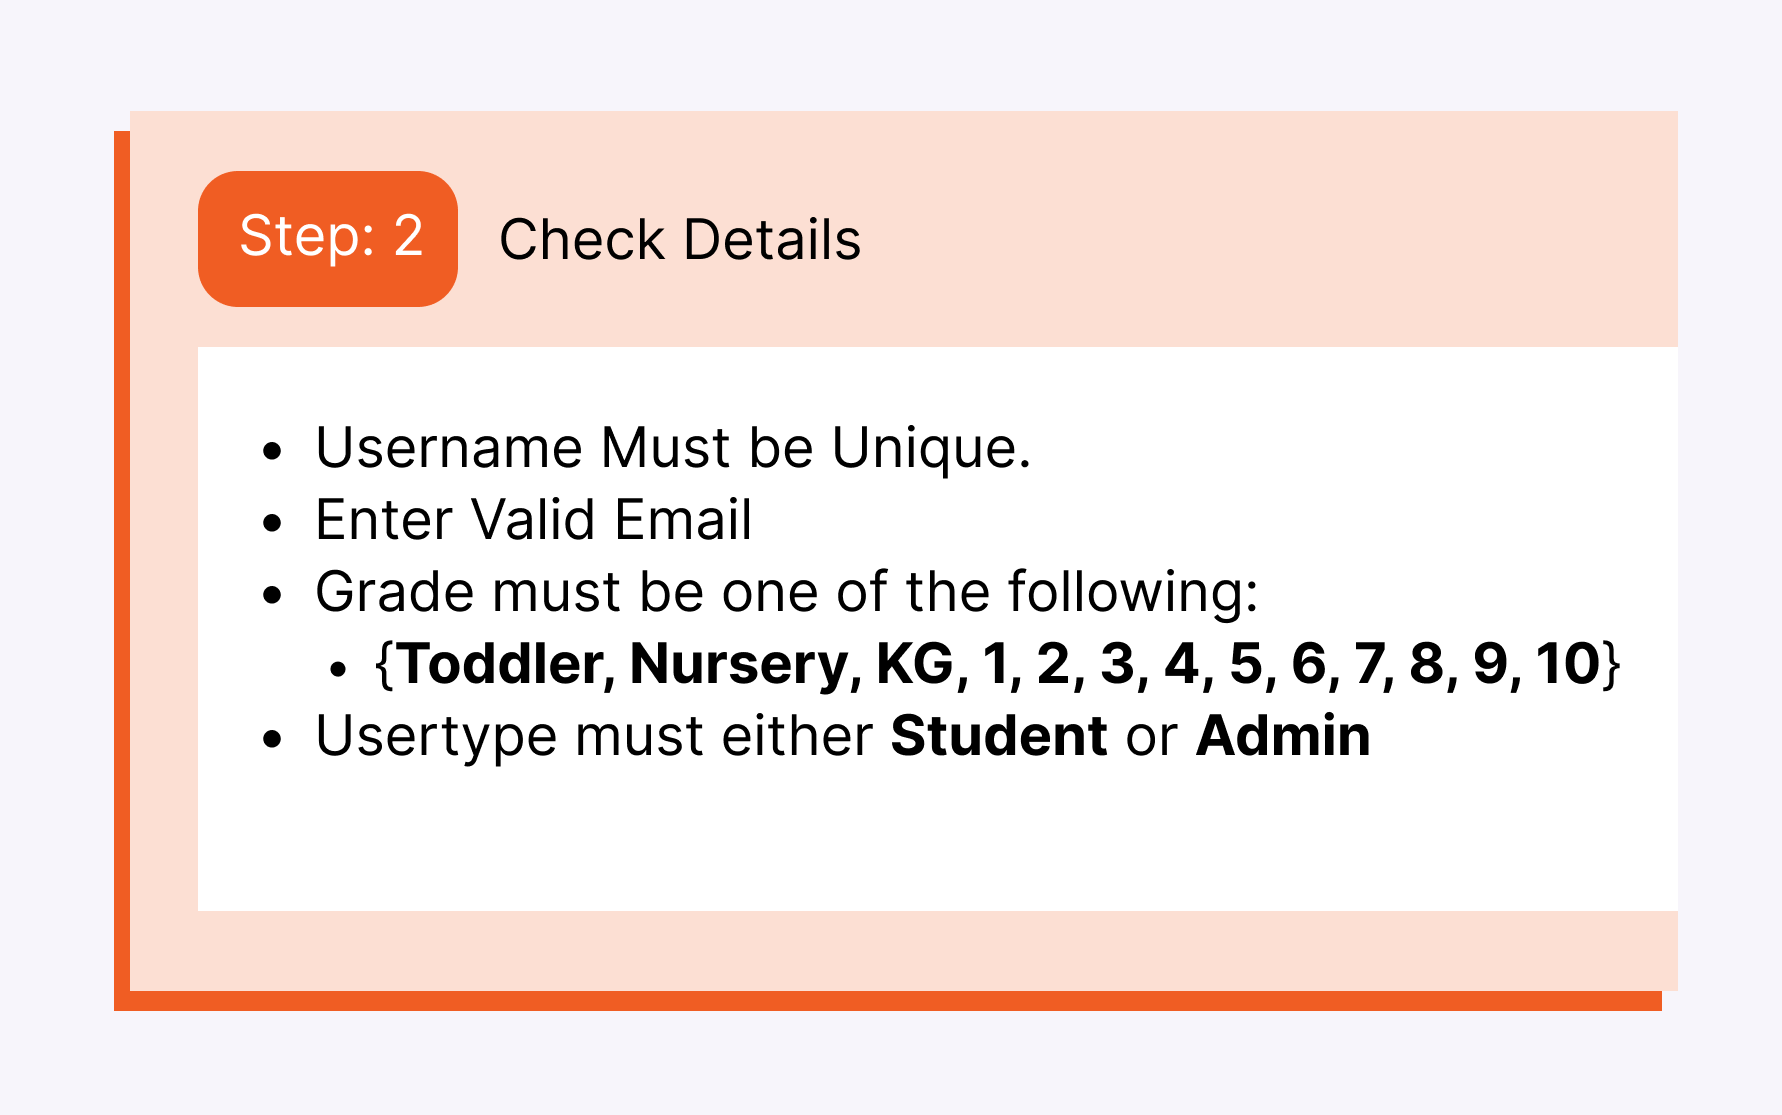 Step: 2 Check Details
• Username Must be Unique.
• Enter Valid Email
• Grade must be one of the following:
• {Toddler, Nursery, KG, 1, 2, 3, 4, 5, 6, 7, 8, 9, 10}
• Usertype must either Student or Admin